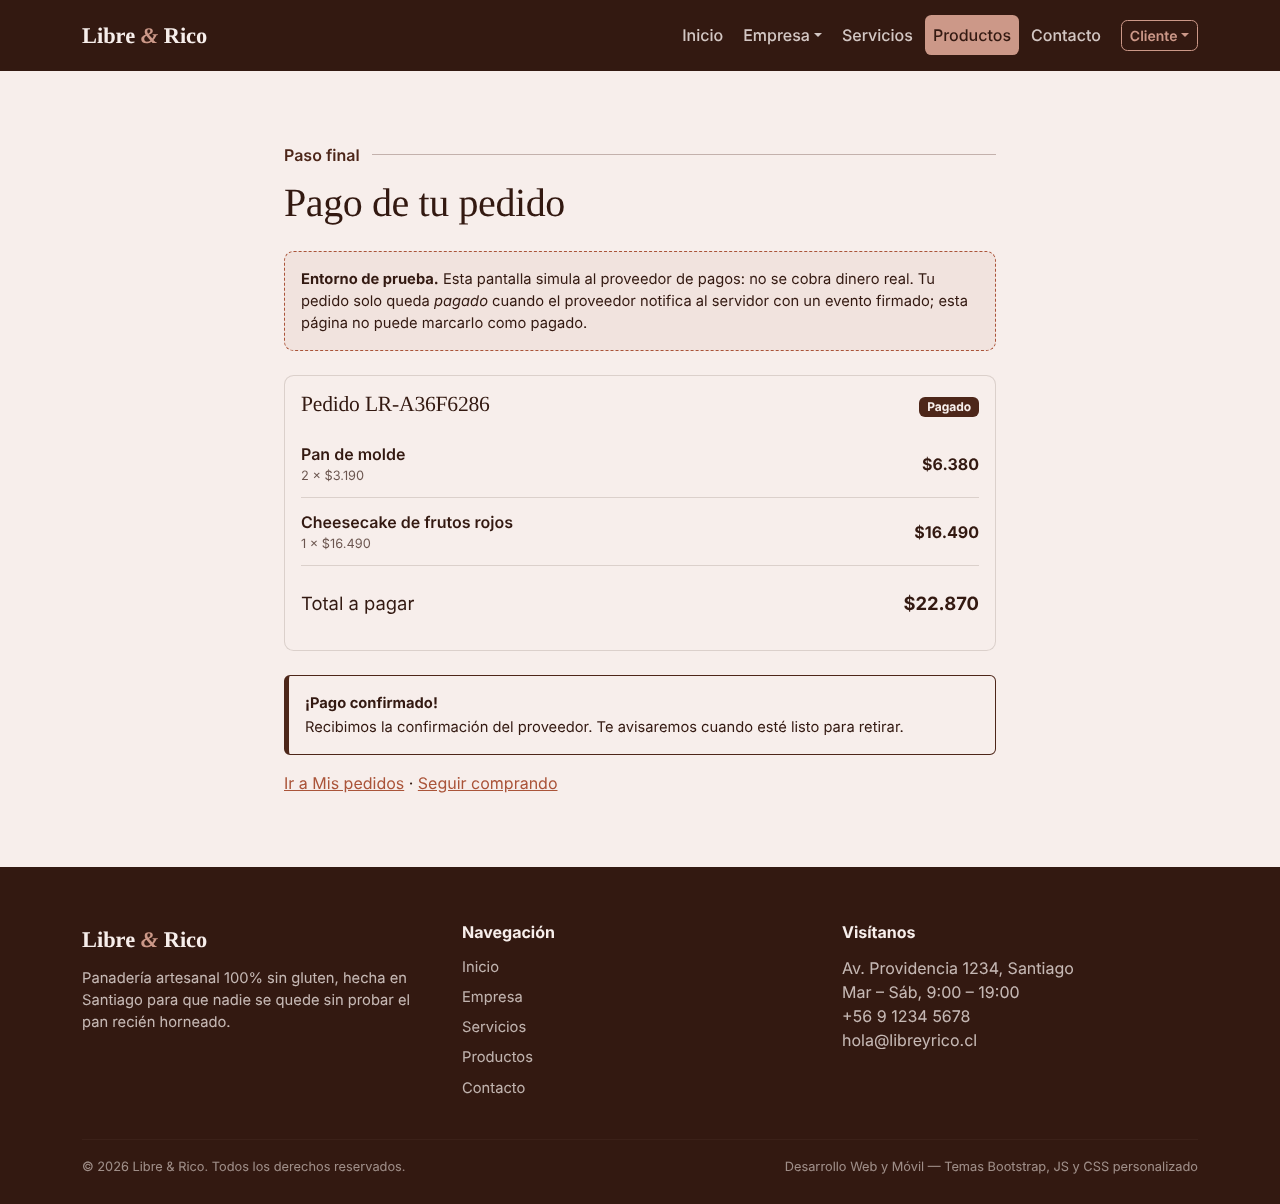 Libre & Rico
Inicio Empresa Servicios Productos Contacto Cliente
Paso final
Pago de tu pedido
Entorno de prueba. Esta pantalla simula al proveedor de pagos: no se cobra dinero real. Tu
pedido solo queda pagado cuando el proveedor notifica al servidor con un evento firmado; esta
página no puede marcarlo como pagado.
Pedido LR-A36F6286
Pagado
Pan de molde
2 × $3.190
$6.380
Cheesecake de frutos rojos
1 × $16.490
$16.490
Total a pagar
$22.870
¡Pago confirmado!
Recibimos la confirmación del proveedor. Te avisaremos cuando esté listo para retirar.
Ir a Mis pedidos · Seguir comprando
Libre & Rico
Panadería artesanal 100% sin gluten, hecha en
Santiago para que nadie se quede sin probar el
pan recién horneado.
Navegación
Inicio
Empresa
Servicios
Productos
Contacto
Visítanos
Av. Providencia 1234, Santiago
Mar – Sáb, 9:00 – 19:00
+56 9 1234 5678
hola@libreyrico.cl
© 2026 Libre & Rico. Todos los derechos reservados.
Desarrollo Web y Móvil — Temas Bootstrap, JS y CSS personalizado